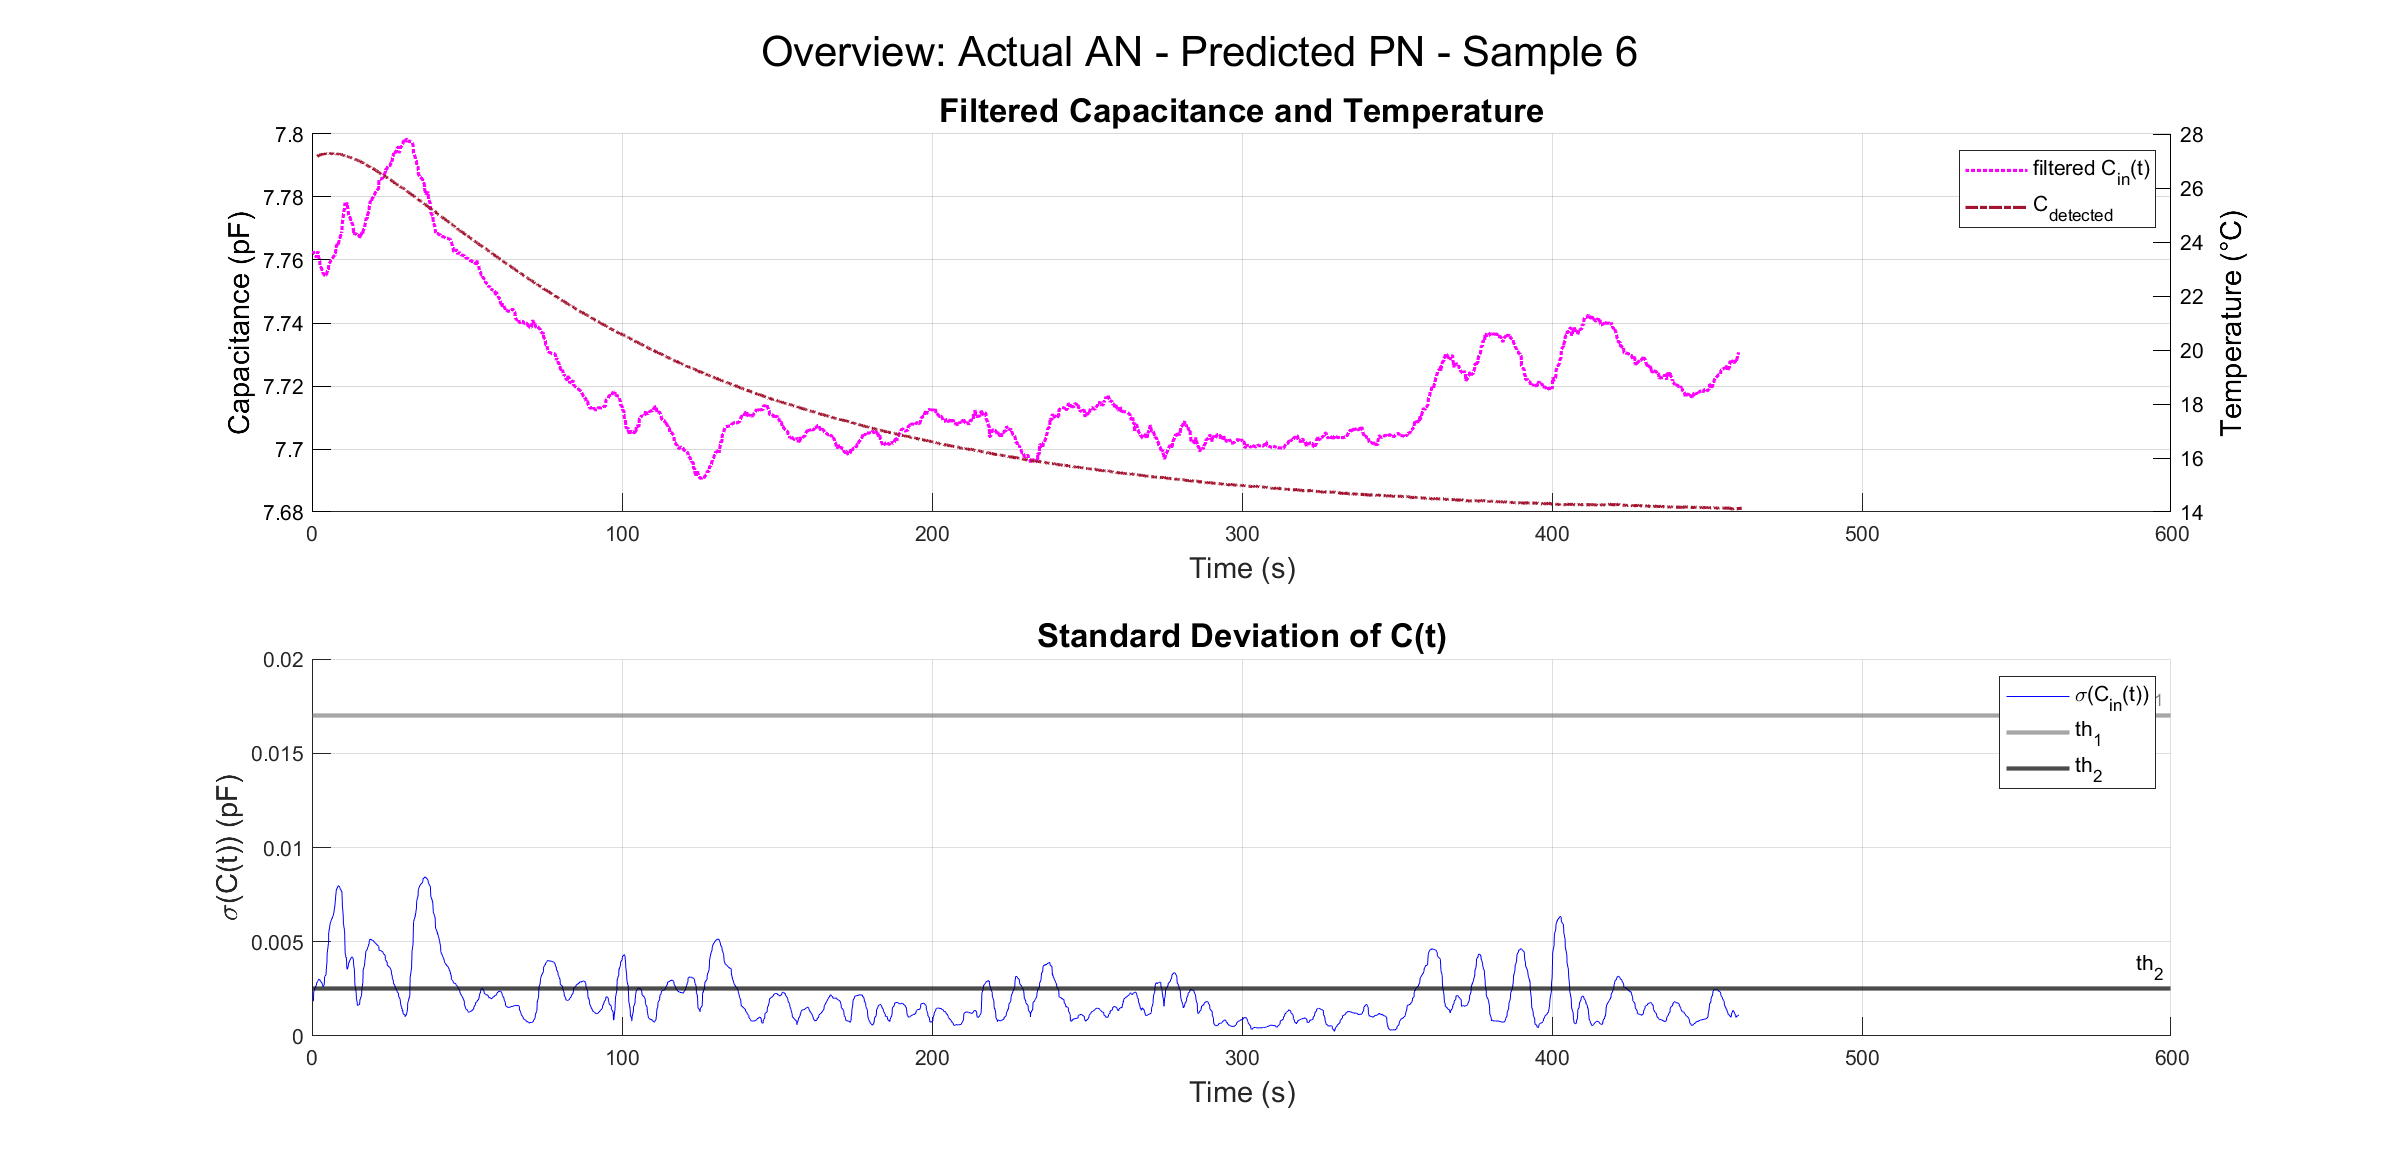 Overview: Actual AN - Predicted PN - Sample 6
Filtered Capacitance and Temperature
Capacitance (pF)
7.8
7.78
7.76
7.74
7.72
7.7
7.68
28
26
24
22
20
18
16
14
Temperature (°C)
filtered C_in(t)
C_detected
0 100 200 300 400 500 600
Time (s)
Standard Deviation of C(t)
σ(C(t)) (pF)
0.02
0.015
0.01
0.005
0
σ(C_in(t))
th_1
th_2
1
th_2
0 100 200 300 400 500 600
Time (s)